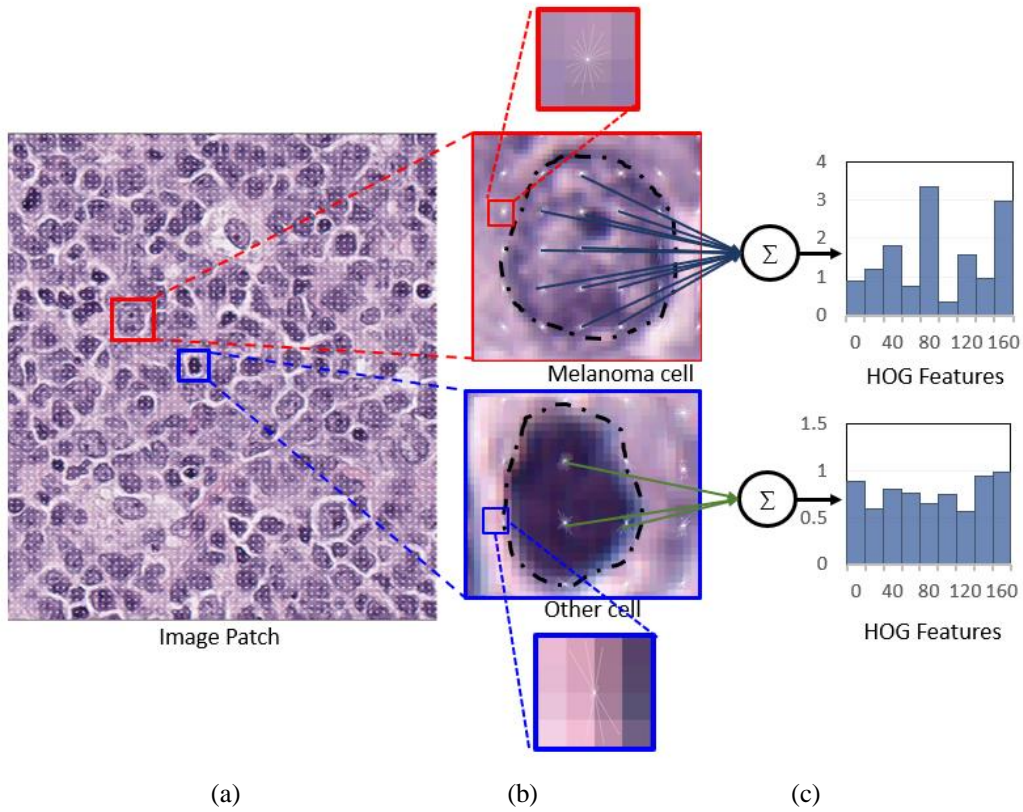 4
3
2
1
0
0 40 80 120 160
HOG Features
Σ
Melanoma cell
1.5
1
0.5
0
0 40 80 120 160
HOG Features
Σ
Other cell
Image Patch
(a) (b) (c)